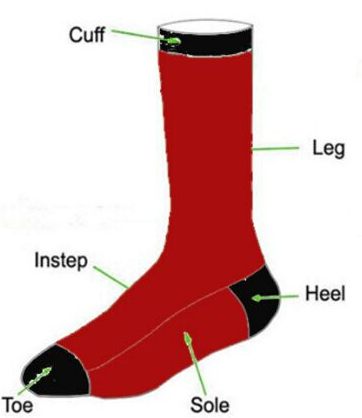 Cuff
Leg
Instep
Heel
Toe
Sole